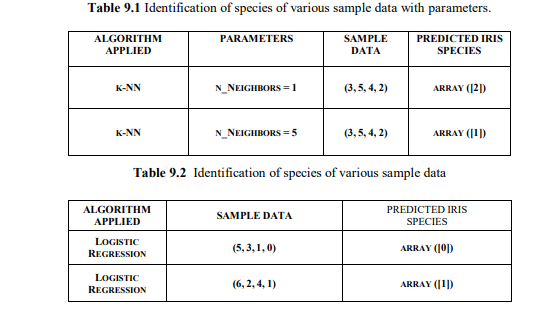 Table 9.1 Identification of species of various sample data with parameters.
ALGORITHM APPLIED PARAMETERS SAMPLE DATA PREDICTED IRIS SPECIES
K-NN N_NEIGHBORS = 1 (3, 5, 4, 2) ARRAY ([2])
K-NN N_NEIGHBORS = 5 (3, 5, 4, 2) ARRAY ([1])
Table 9.2 Identification of species of various sample data
ALGORITHM APPLIED SAMPLE DATA PREDICTED IRIS SPECIES
LOGISTIC REGRESSION (5, 3, 1, 0) ARRAY ([0])
LOGISTIC REGRESSION (6, 2, 4, 1) ARRAY ([1])